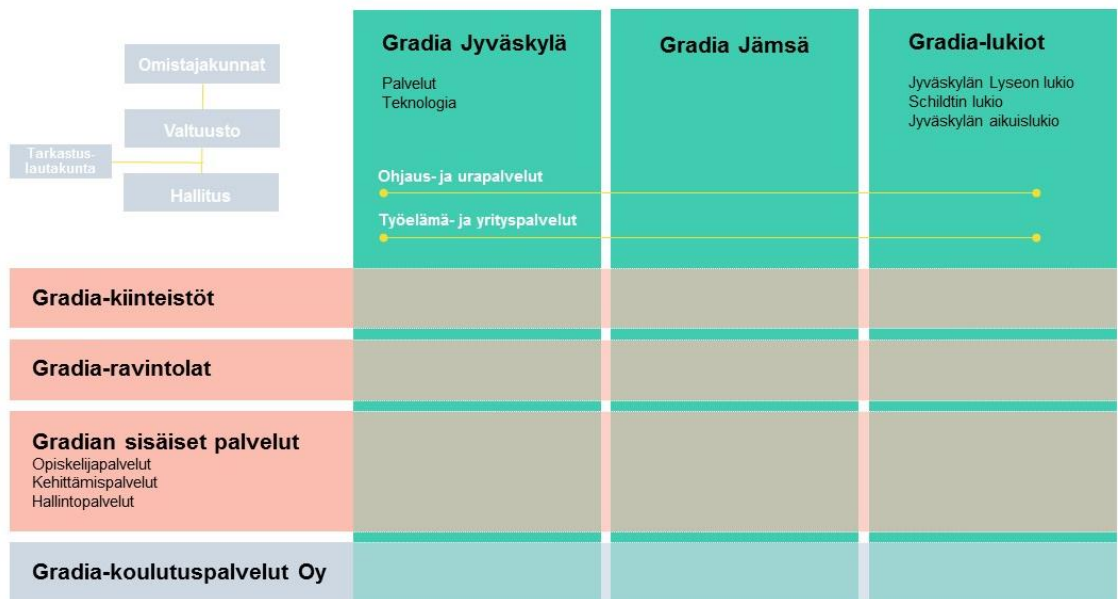 Omistajakunnat
Valtuusto
Tarkastus-
lautakunta
Hallitus
Gradia Jyväskylä
Palvelut
Teknologia
Gradia Jämsä
Gradia-lukiot
Jyväskylän Lyseon lukio
Schildtin lukio
Jyväskylän aikuislukio
Ohjaus- ja urapalvelut
Työelämä- ja yrityspalvelut
Gradia-kiinteistöt
Gradia-ravintolat
Gradian sisäiset palvelut
Opiskelijapalvelut
Kehittämispalvelut
Hallintopalvelut
Gradia-koulutuspalvelut Oy